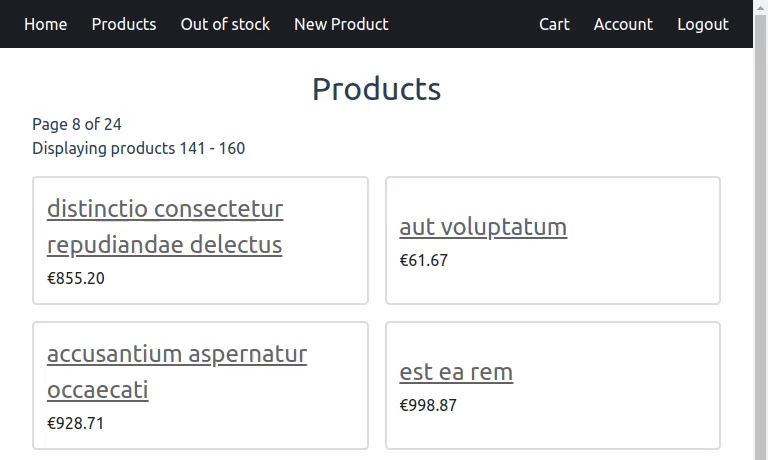 Home Products Out of stock New Product Cart Account Logout
Products
Page 8 of 24
Displaying products 141 - 160
distinctio consectetur
repudiandae delectus
€855.20
aut voluptatum
€61.67
accusantium aspernatur
occaecati
€928.71
est ea rem
€998.87